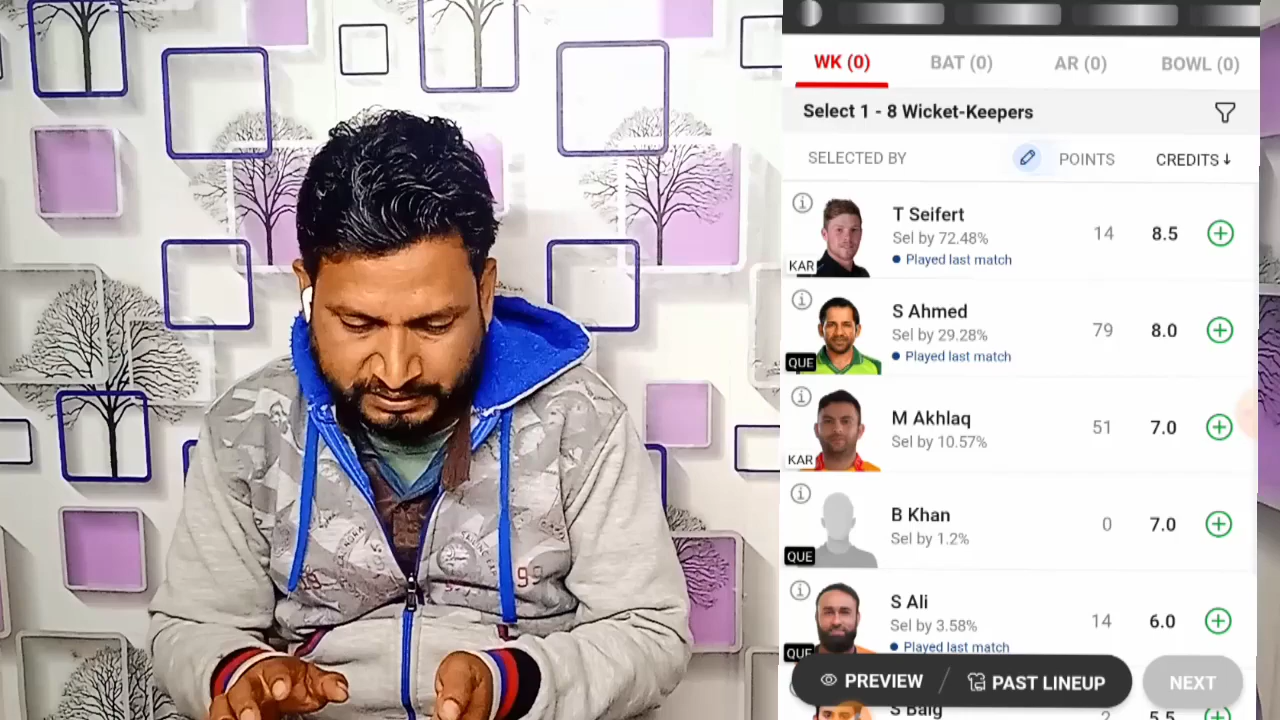 WK (0) BAT (0) AR (0) BOWL (0)
Select 1 - 8 Wicket-Keepers
SELECTED BY POINTS CREDITS↓
T Seifert
Sel by 72.48% 14 8.5
• Played last match
KAR
S Ahmed
Sel by 29.28% 79 8.0
• Played last match
QUE
M Akhlaq
Sel by 10.57% 51 7.0
KAR
B Khan
Sel by 1.2% 0 7.0
QUE
S Ali
Sel by 3.58% 14 6.0
• Played last match
QUE
PREVIEW / PAST LINEUP NEXT
S Baig
2 5.5
99